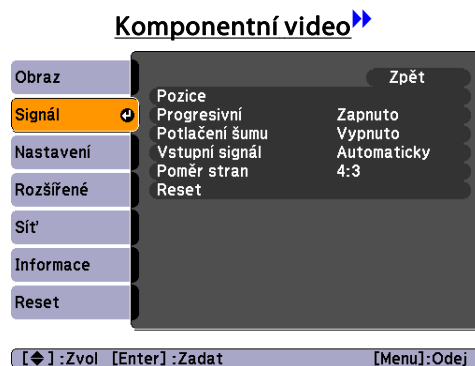 Komponentní video
Obraz
Signál
Nastavení
Rozšířené
Síť
Informace
Reset
Zpět
Pozice
Progresivní Zapnuto
Potlačení šumu Vypnuto
Vstupní signál Automaticky
Poměr stran 4:3
Reset
[◆] :Zvol [Enter] :Zadat [Menu]:Odej